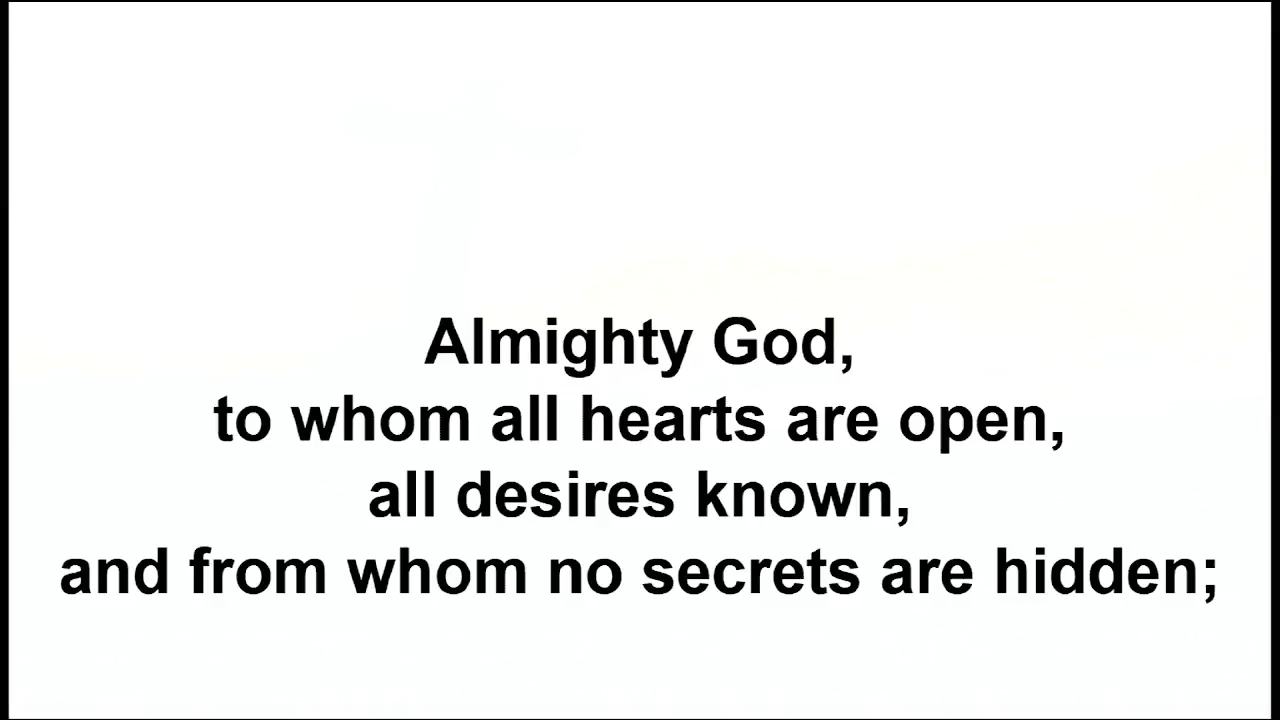 Almighty God,
to whom all hearts are open,
all desires known,
and from whom no secrets are hidden;